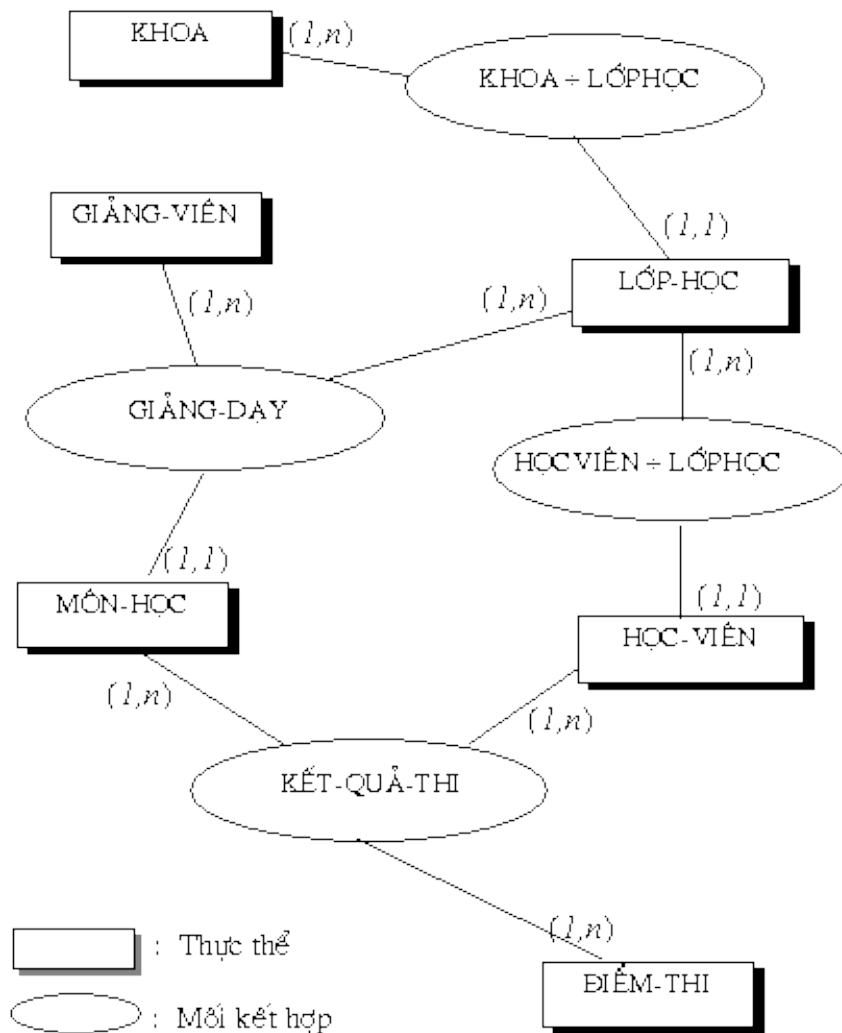 KHOA
(1,n)
KHOA ÷ LỚPHỌC
GIẢNG-VIÊN
(1,1)
LỚP-HỌC
(1,n)
(1,n)
(1,n)
GIẢNG-DẠY
HỌCVIÊN ÷ LỚPHỌC
(1,1)
MÔN-HỌC
(1,1)
HỌC-VIÊN
(1,n)
(1,n)
KẾT-QUẢ-THI
(1,n)
: Thực thể
ĐIỂM-THI
: Mối kết hợp